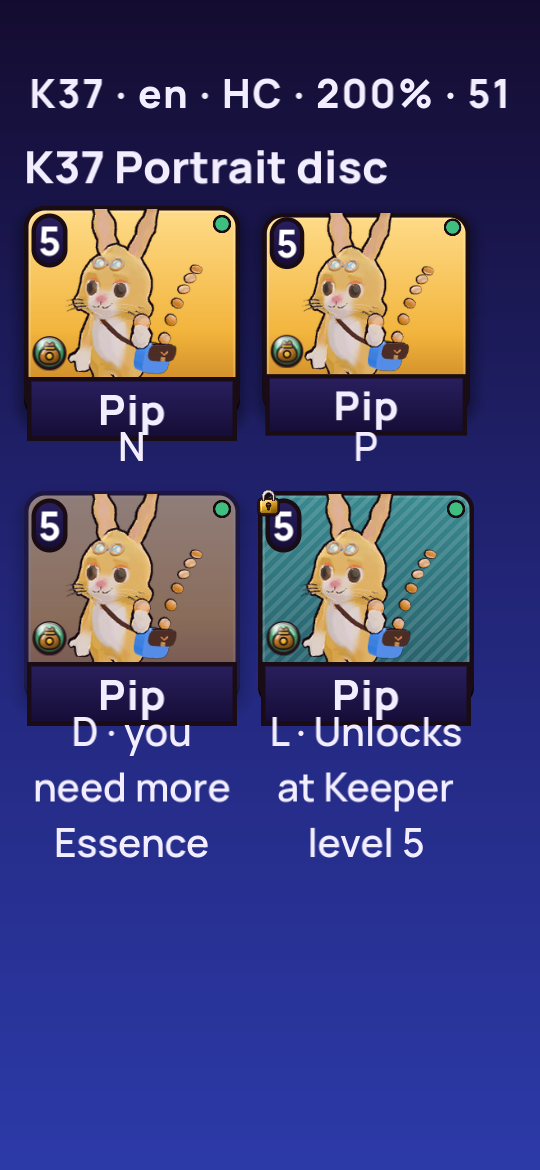 K37 · en · HC · 200% · 51
K37 Portrait disc
5 5
Pip Pip
N P
5 5
Pip Pip
D · you L · Unlocks
need more at Keeper
Essence level 5